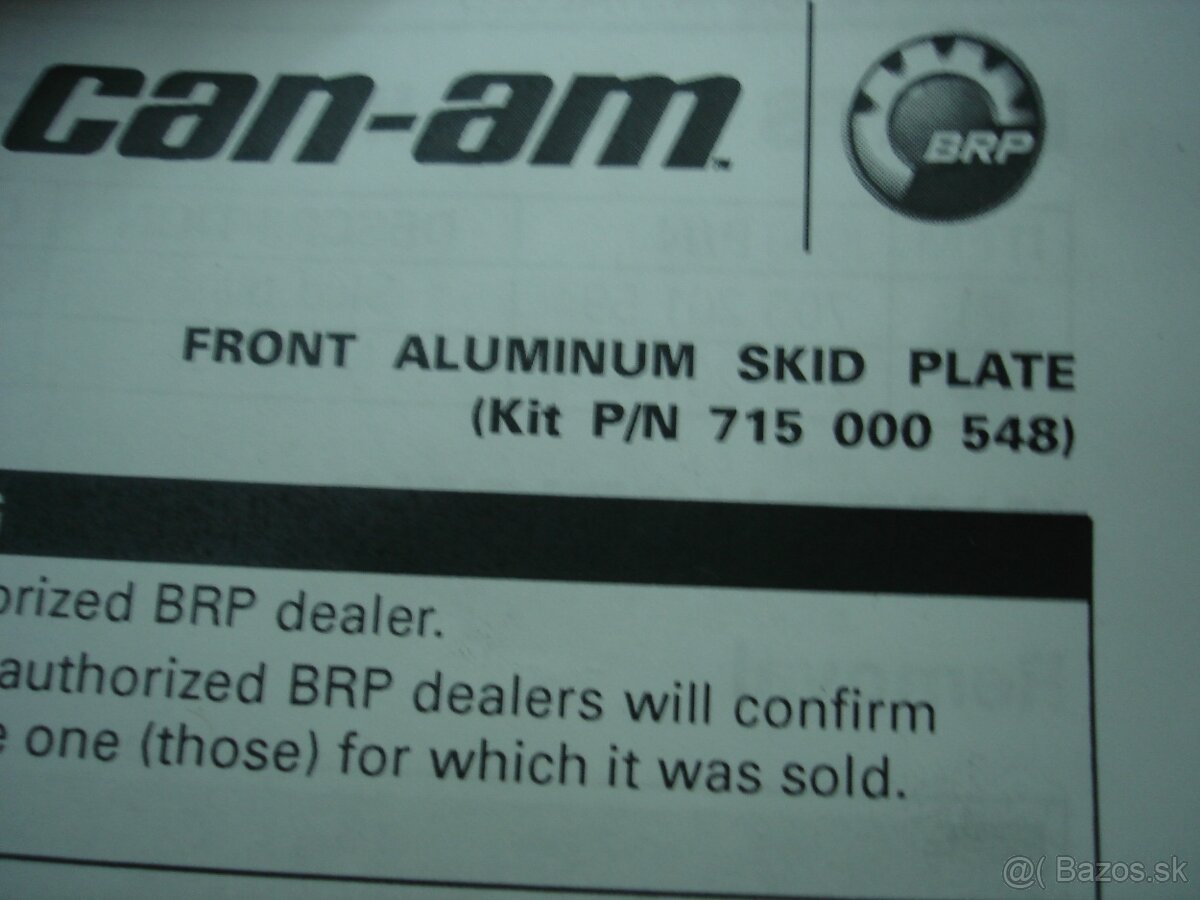 can-am™
BRP
FRONT ALUMINUM SKID PLATE
(Kit P/N 715 000 548)
orized BRP dealer.
authorized BRP dealers will confirm
e one (those) for which it was sold.
@( Bazos.sk